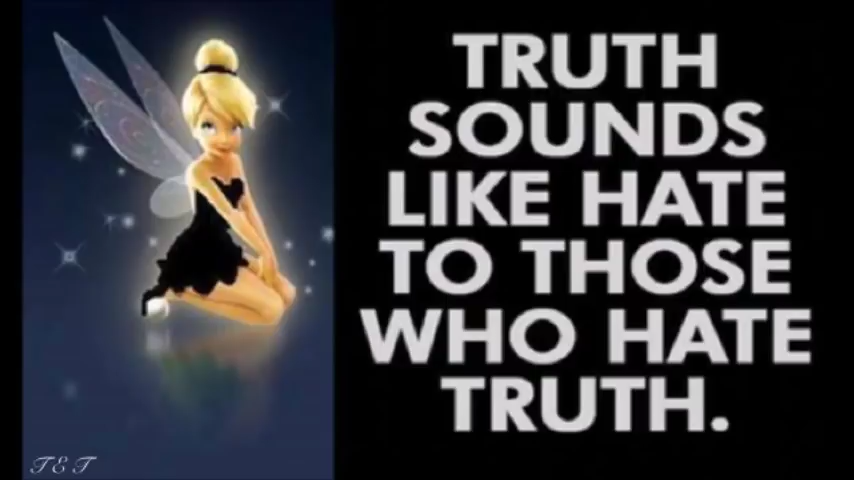 TRUTH
SOUNDS
LIKE HATE
TO THOSE
WHO HATE
TRUTH.
T&T